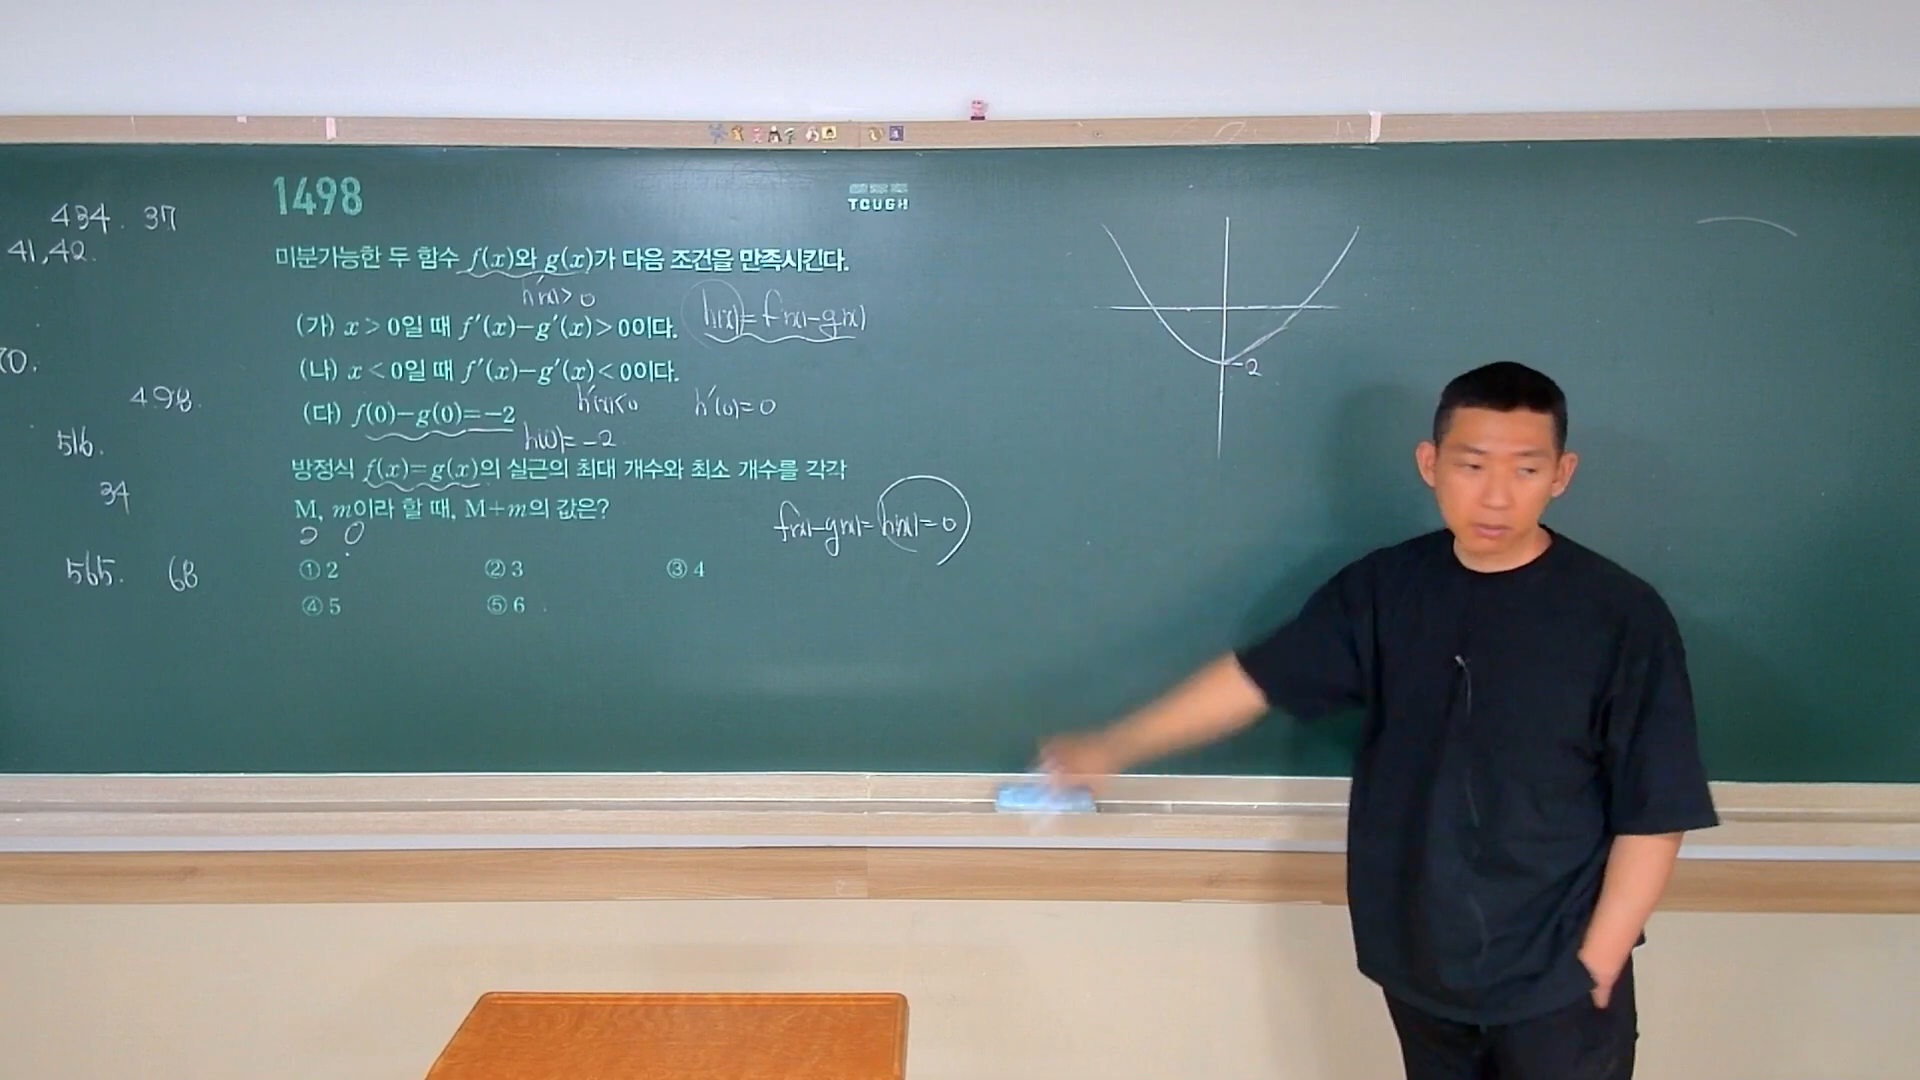 1498
TOUGH
434. 37
41, 42.
70.
498.
516.
34
565. 68
미분가능한 두 함수 f(x)와 g(x)가 다음 조건을 만족시킨다.
h'(x)>0
(가) x>0일 때 f'(x)-g'(x)>0이다.
h(x)=f(x)-g(x)
(나) x<0일 때 f'(x)-g'(x)<0이다.
h'(x)<0 h'(0)=0
(다) f(0)-g(0)=-2
h(0)=-2
방정식 f(x)=g(x)의 실근의 최대 개수와 최소 개수를 각각
M, m이라 할 때, M+m의 값은?
2 0
f(x)-g(x)=h(x)=0
① 2 ② 3 ③ 4
④ 5 ⑤ 6
-2